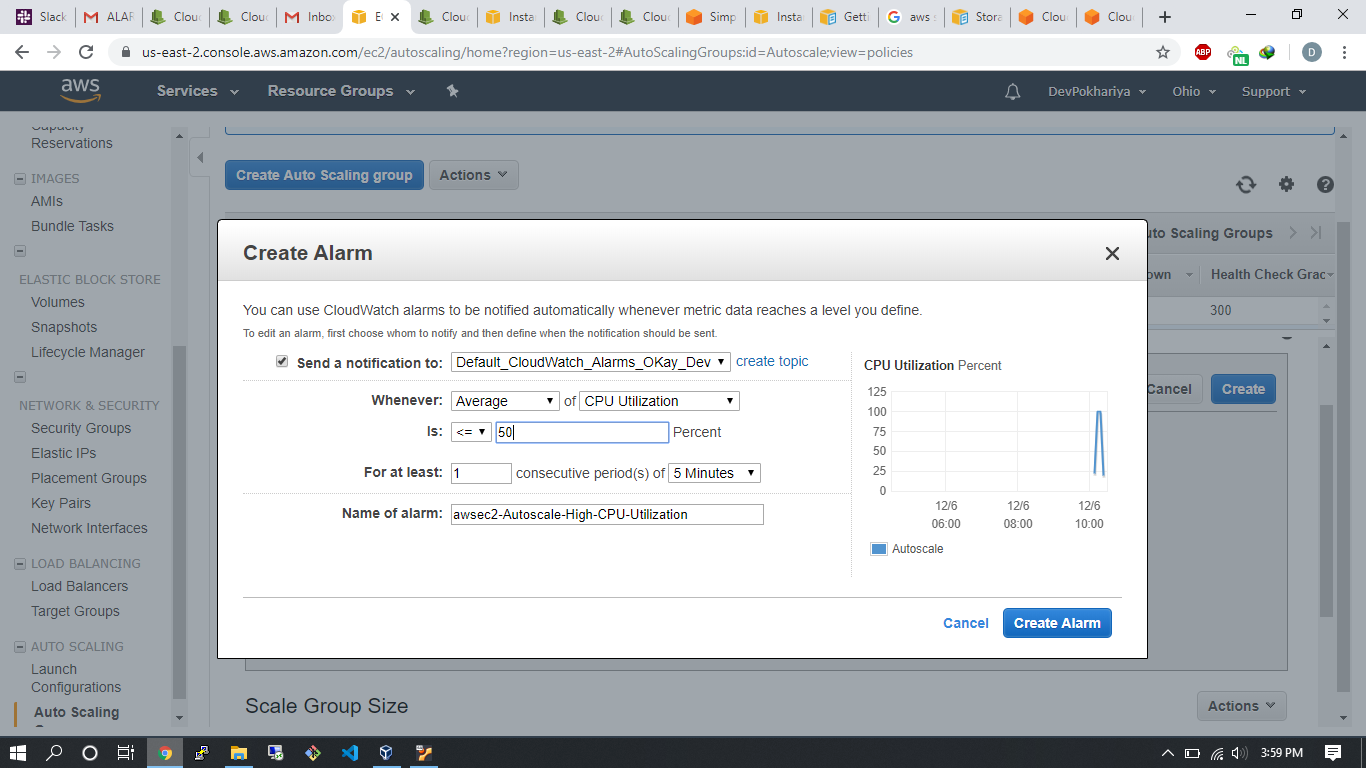 Slack
ALAR
Clou
Clou
Inbo
E
Clou
Insta
Clou
Clou
Simp
Insta
Getti
aws s
Stora
Clou
Clou
us-east-2.console.aws.amazon.com/ec2/autoscaling/home?region=us-east-2#AutoScalingGroups:id=Autoscale;view=policies
ABP
NL
D
aws
Services
Resource Groups
DevPokhariya
Ohio
Support
Capacity
Reservations
IMAGES
AMIs
Bundle Tasks
ELASTIC BLOCK STORE
Volumes
Snapshots
Lifecycle Manager
NETWORK & SECURITY
Security Groups
Elastic IPs
Placement Groups
Key Pairs
Network Interfaces
LOAD BALANCING
Load Balancers
Target Groups
AUTO SCALING
Launch
Configurations
Auto Scaling
Create Auto Scaling group
Actions
uto Scaling Groups
own
Health Check Grac
300
Cancel
Create
Create Alarm
You can use CloudWatch alarms to be notified automatically whenever metric data reaches a level you define.
To edit an alarm, first choose whom to notify and then define when the notification should be sent.
Send a notification to: Default_CloudWatch_Alarms_OKay_Dev create topic
Whenever: Average of CPU Utilization
Is: <= 50 Percent
For at least: 1 consecutive period(s) of 5 Minutes
Name of alarm: awsec2-Autoscale-High-CPU-Utilization
CPU Utilization Percent
125
100
75
50
25
0
12/6 12/6 12/6
06:00 08:00 10:00
Autoscale
Cancel
Create Alarm
Scale Group Size
Actions
3:59 PM